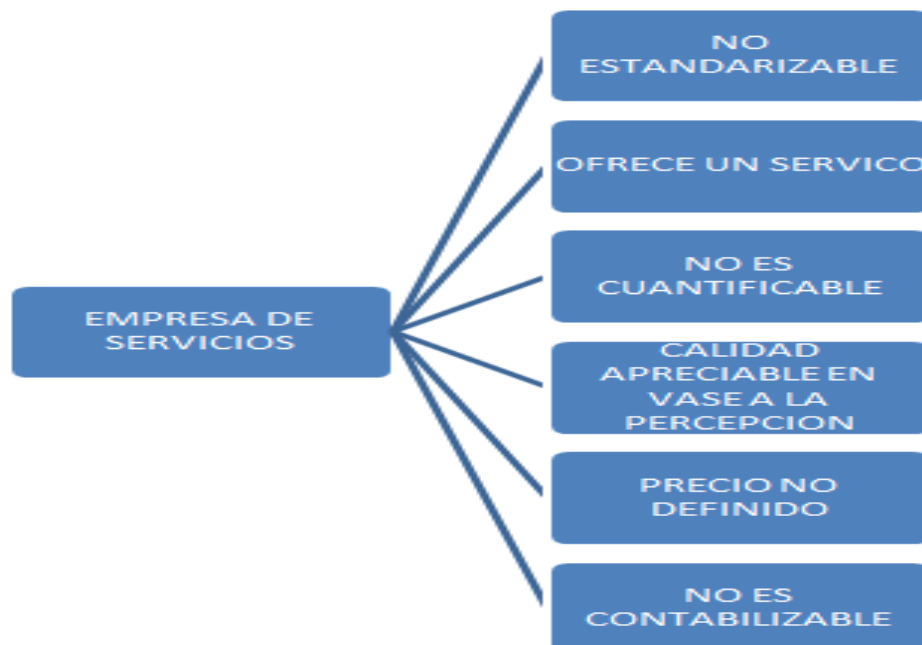 EMPRESA DE
SERVICIOS
NO
ESTANDARIZABLE
OFRECE UN SERVICO
NO ES
CUANTIFICABLE
CALIDAD
APRECIABLE EN
VASE A LA
PERCEPCION
PRECIO NO
DEFINIDO
NO ES
CONTABILIZABLE